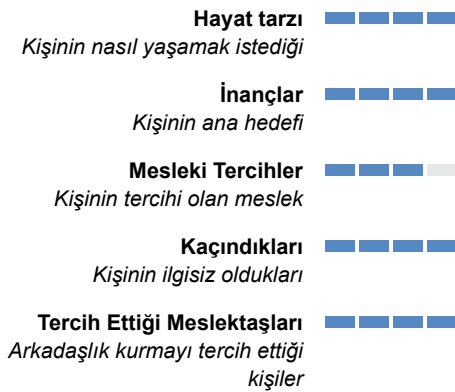 Hayat tarzı
Kişinin nasıl yaşamak istediği
İnançlar
Kişinin ana hedefi
Mesleki Tercihler
Kişinin tercihi olan meslek
Kaçındıkları
Kişinin ilgisiz oldukları
Tercih Ettiği Meslektaşları
Arkadaşlık kurmayı tercih ettiği
kişiler